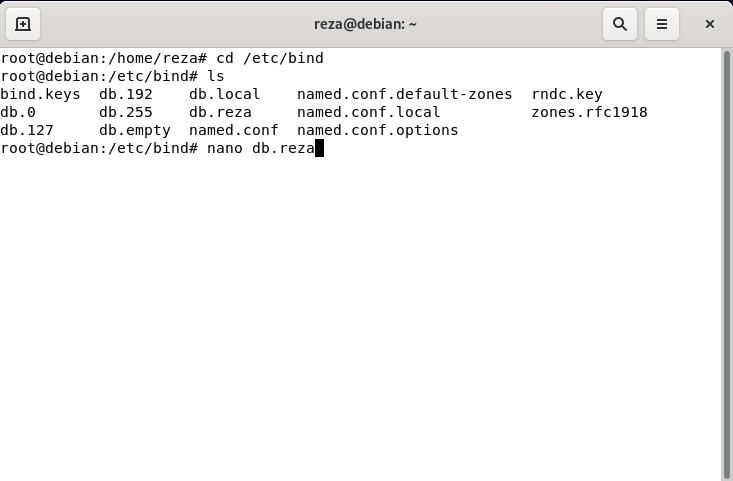 reza@debian: ~
root@debian:/home/reza# cd /etc/bind
root@debian:/etc/bind# ls
bind.keys  db.192    db.local    named.conf.default-zones  rndc.key
db.0       db.255    db.reza     named.conf.local          zones.rfc1918
db.127     db.empty  named.conf  named.conf.options
root@debian:/etc/bind# nano db.reza